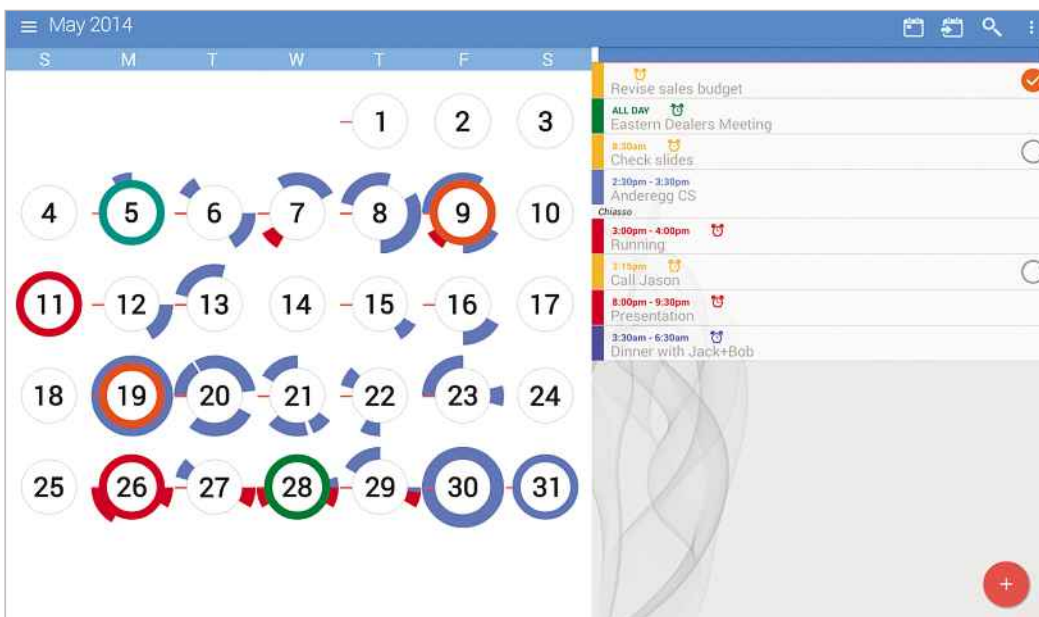 May 2014
S M T W T F S
1 2 3
4 5 6 7 8 9 10
11 12 13 14 15 16 17
18 19 20 21 22 23 24
25 26 27 28 29 30 31
Revise sales budget
ALL DAY
Eastern Dealers Meeting
8:30am
Check slides
2:30pm - 3:30pm
Anderegg CS
Chiasso
3:00pm - 4:00pm
Running
3:15pm
Call Jason
8:00pm - 9:30pm
Presentation
3:30am - 6:30am
Dinner with Jack+Bob